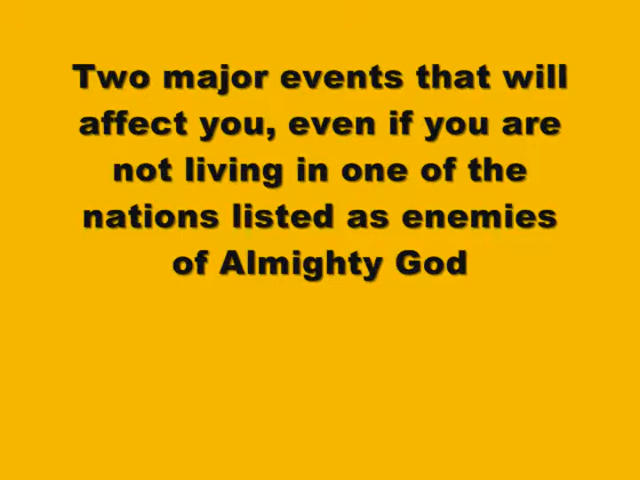 Two major events that will
affect you, even if you are
not living in one of the
nations listed as enemies
of Almighty God